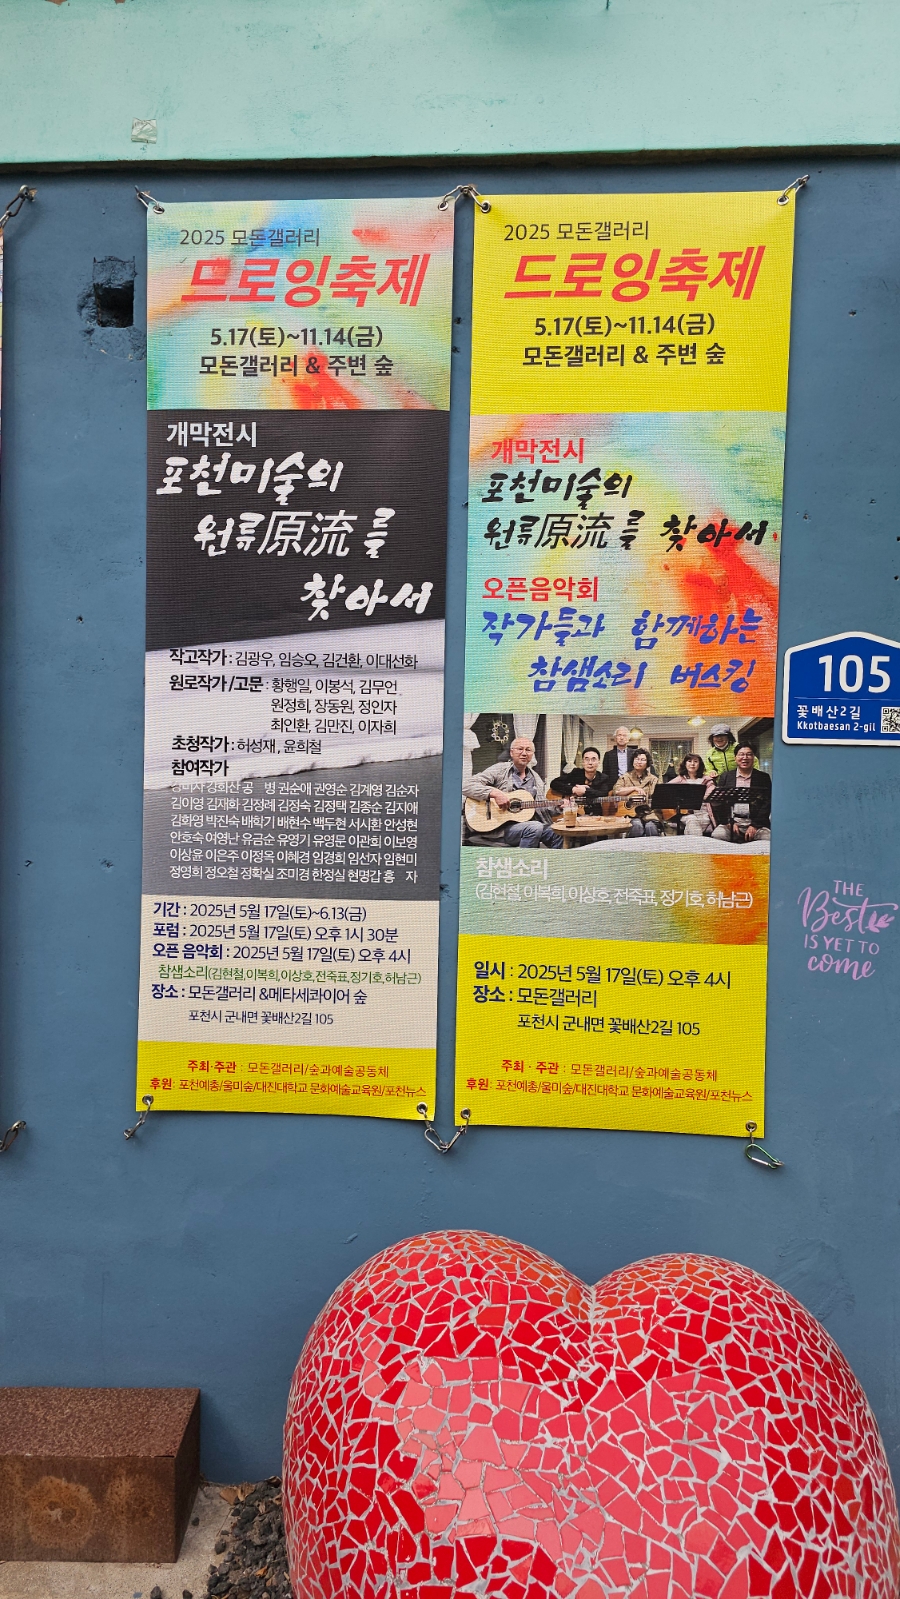 2025 모돈갤러리
드로잉축제
5.17(토)~11.14(금)
모돈갤러리 & 주변 숲
개막전시
포천미술의
원류原流를
찾아서
작고작가 : 김광우, 임승오, 김건환, 이대선화
원로작가/고문 : 황행일, 이봉석, 김무언
원정희, 장동원, 정인자
최인환, 김만진, 이자희
초청작가 : 허성재, 윤희철
참여작가
권순애 권영순 김계영 김순자
김이영 김재화 김정례 김정숙 김정택 김종순 김지애
김화영 박진숙 배학기 배현수 백두현 서시환 안성현
안호숙 여영난 유금순 유영기 유영문 이관희 이보영
이상윤 이은주 이정옥 이혜경 임경희 임선자 임현미
정영희 정오철 정확실 조미경 한정실 현명갑 홍 자
기간 : 2025년 5월 17일(토)~6.13(금)
포럼 : 2025년 5월 17일(토) 오후 1시 30분
오픈 음악회 : 2025년 5월 17일(토) 오후 4시
참샘소리(김현철,이복희,이상호,전죽표,정기호,허남근)
장소 : 모돈갤러리 &메타세콰이어 숲
포천시 군내면 꽃배산2길 105
주최·주관 : 모돈갤러리/숲과예술공동체
후원: 포천예총/울미숲/대진대학교 문화예술교육원/포천뉴스
2025 모돈갤러리
드로잉축제
5.17(토)~11.14(금)
모돈갤러리 & 주변 숲
개막전시
포천미술의
원류原流를 찾아서
오픈음악회
작가들과 함께하는
참샘소리 버스킹
참샘소리
(김현철, 이복희, 이상호, 전죽표, 정기호, 허남근)
일시 : 2025년 5월 17일(토) 오후 4시
장소 : 모돈갤러리
포천시 군내면 꽃배산2길 105
주최·주관 : 모돈갤러리/숲과예술공동체
후원: 포천예총/울미숲/대진대학교 문화예술교육원/포천뉴스
105
꽃배산2길
Kkotbaesan 2-gil
THE
Best
IS YET TO
come